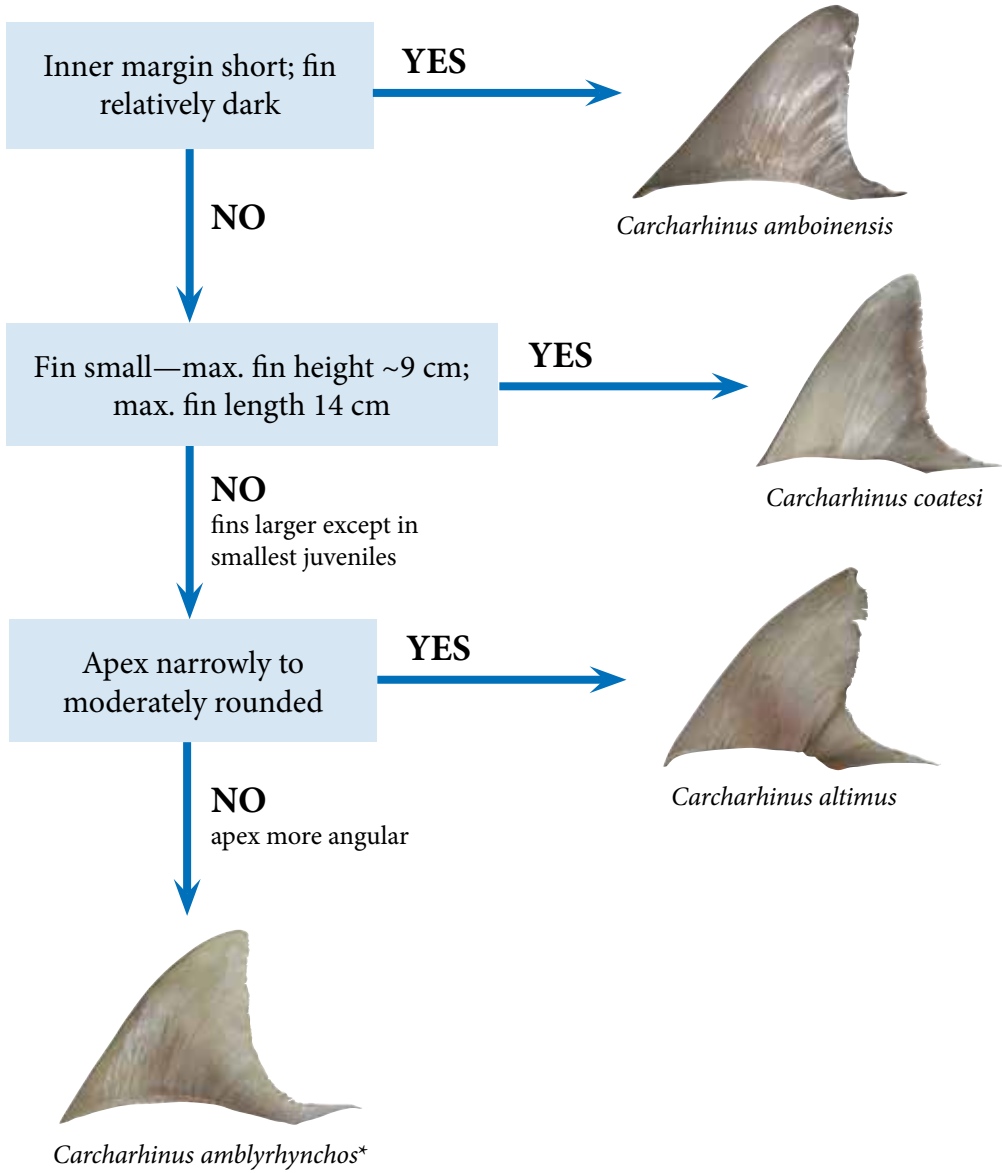 Inner margin short; fin
relatively dark
YES
Carcharhinus amboinensis
NO
Fin small—max. fin height ~9 cm;
max. fin length 14 cm
YES
Carcharhinus coatesi
NO
fins larger except in
smallest juveniles
Apex narrowly to
moderately rounded
YES
Carcharhinus altimus
NO
apex more angular
Carcharhinus amblyrhynchos*